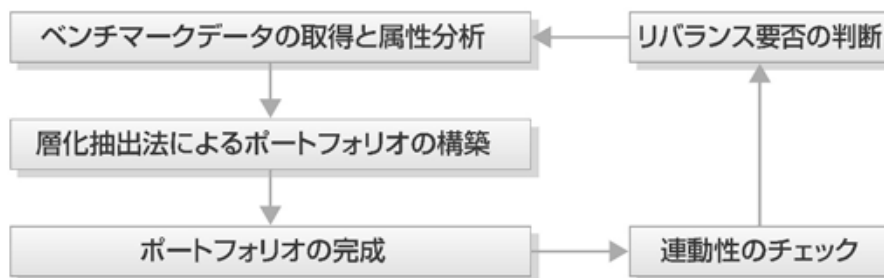 ベンチマークデータの取得と属性分析
リバランス要否の判断
層化抽出法によるポートフォリオの構築
ポートフォリオの完成
連動性のチェック